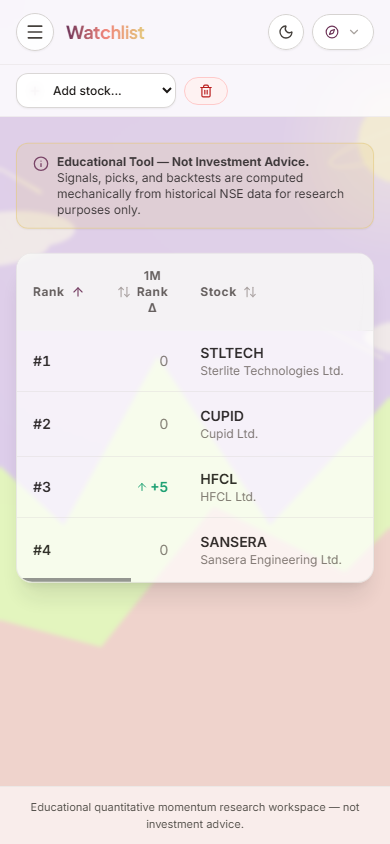 Watchlist
Add stock...
Educational Tool — Not Investment Advice.
Signals, picks, and backtests are computed
mechanically from historical NSE data for research
purposes only.
Rank ↑ ↑↓ 1M Rank Δ Stock ↑↓
#1 0 STLTECH
Sterlite Technologies Ltd.
#2 0 CUPID
Cupid Ltd.
#3 ↑ +5 HFCL
HFCL Ltd.
#4 0 SANSERA
Sansera Engineering Ltd.
Educational quantitative momentum research workspace — not
investment advice.